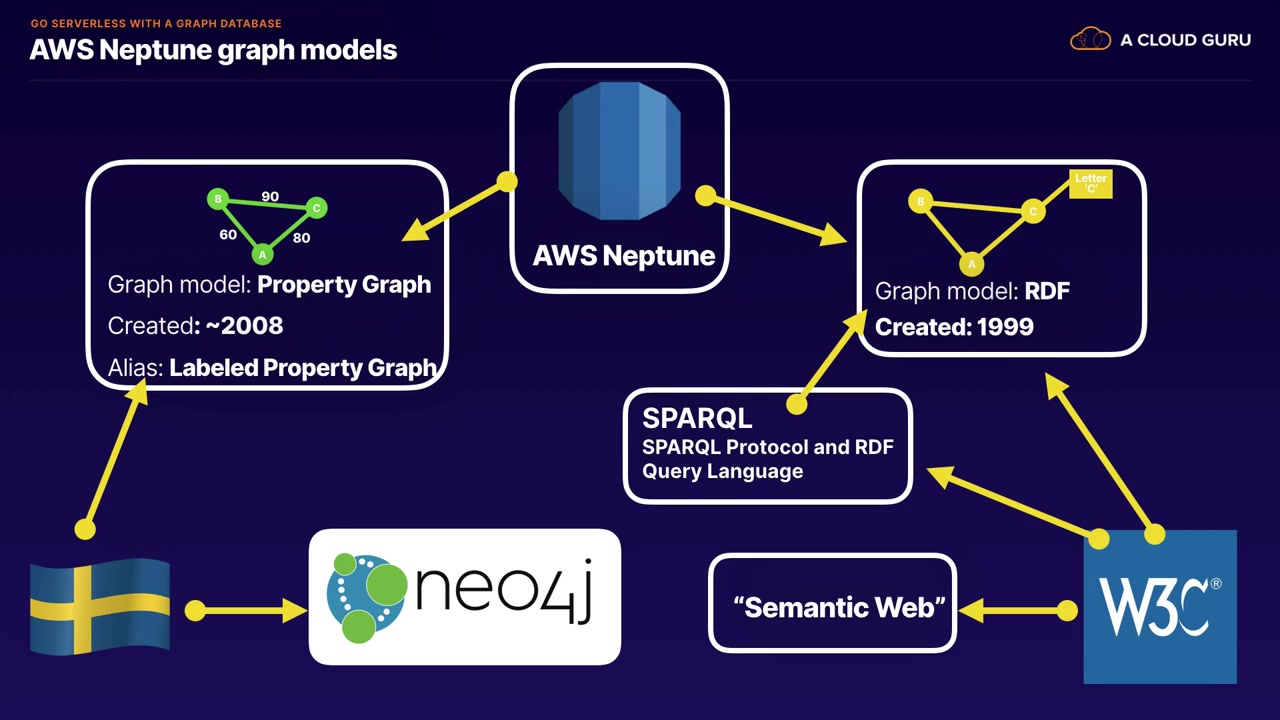 GO SERVERLESS WITH A GRAPH DATABASE
AWS Neptune graph models
A CLOUD GURU
AWS Neptune
B
90
C
60
80
A
Graph model: Property Graph
Created: ~2008
Alias: Labeled Property Graph
Letter
'C'
B
C
A
Graph model: RDF
Created: 1999
SPARQL
SPARQL Protocol and RDF
Query Language
neo4j
“Semantic Web”
W3C®